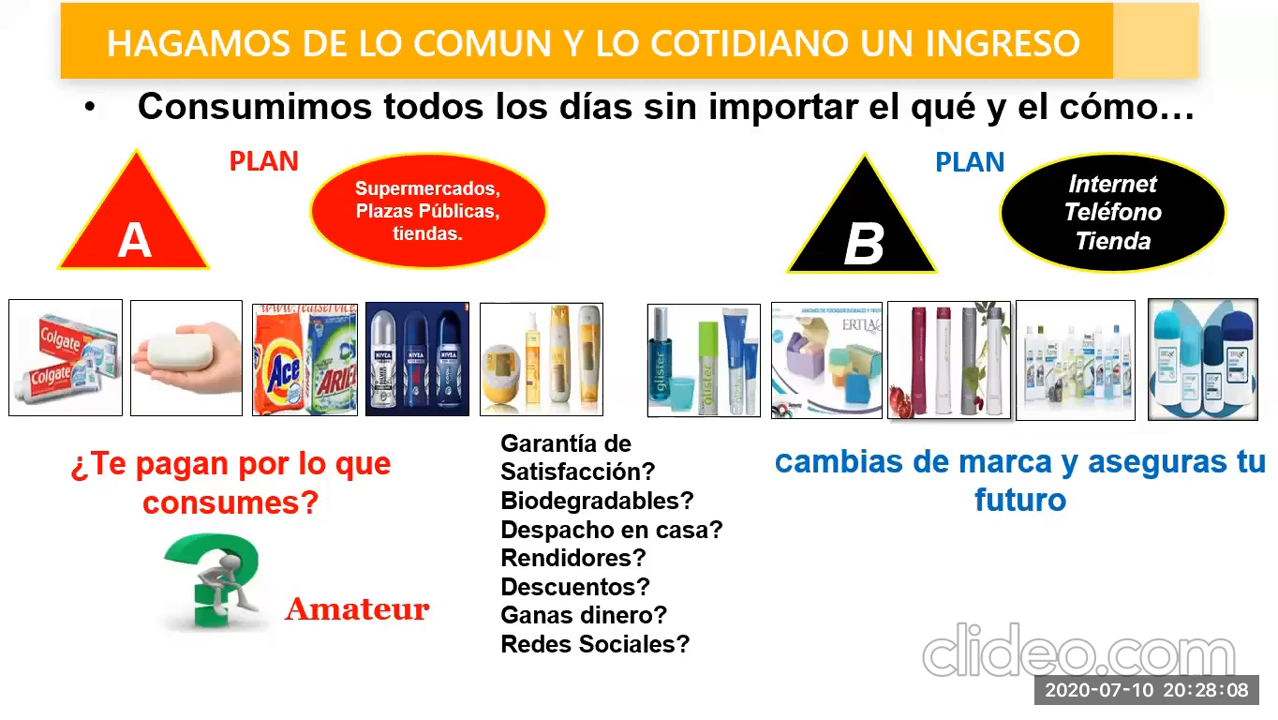 HAGAMOS DE LO COMUN Y LO COTIDIANO UN INGRESO
• Consumimos todos los días sin importar el qué y el cómo…
PLAN
A
Supermercados,
Plazas Públicas,
tiendas.
PLAN
B
Internet
Teléfono
Tienda
Colgate
Colgate
Ace
ARIEL
NIVEA
NIVEA
NIVEA
glister
glister
¿Te pagan por lo que
consumes?
Amateur
Garantía de
Satisfacción?
Biodegradables?
Despacho en casa?
Rendidores?
Descuentos?
Ganas dinero?
Redes Sociales?
cambias de marca y aseguras tu
futuro
clideo.com
2020-07-10 20:28:08